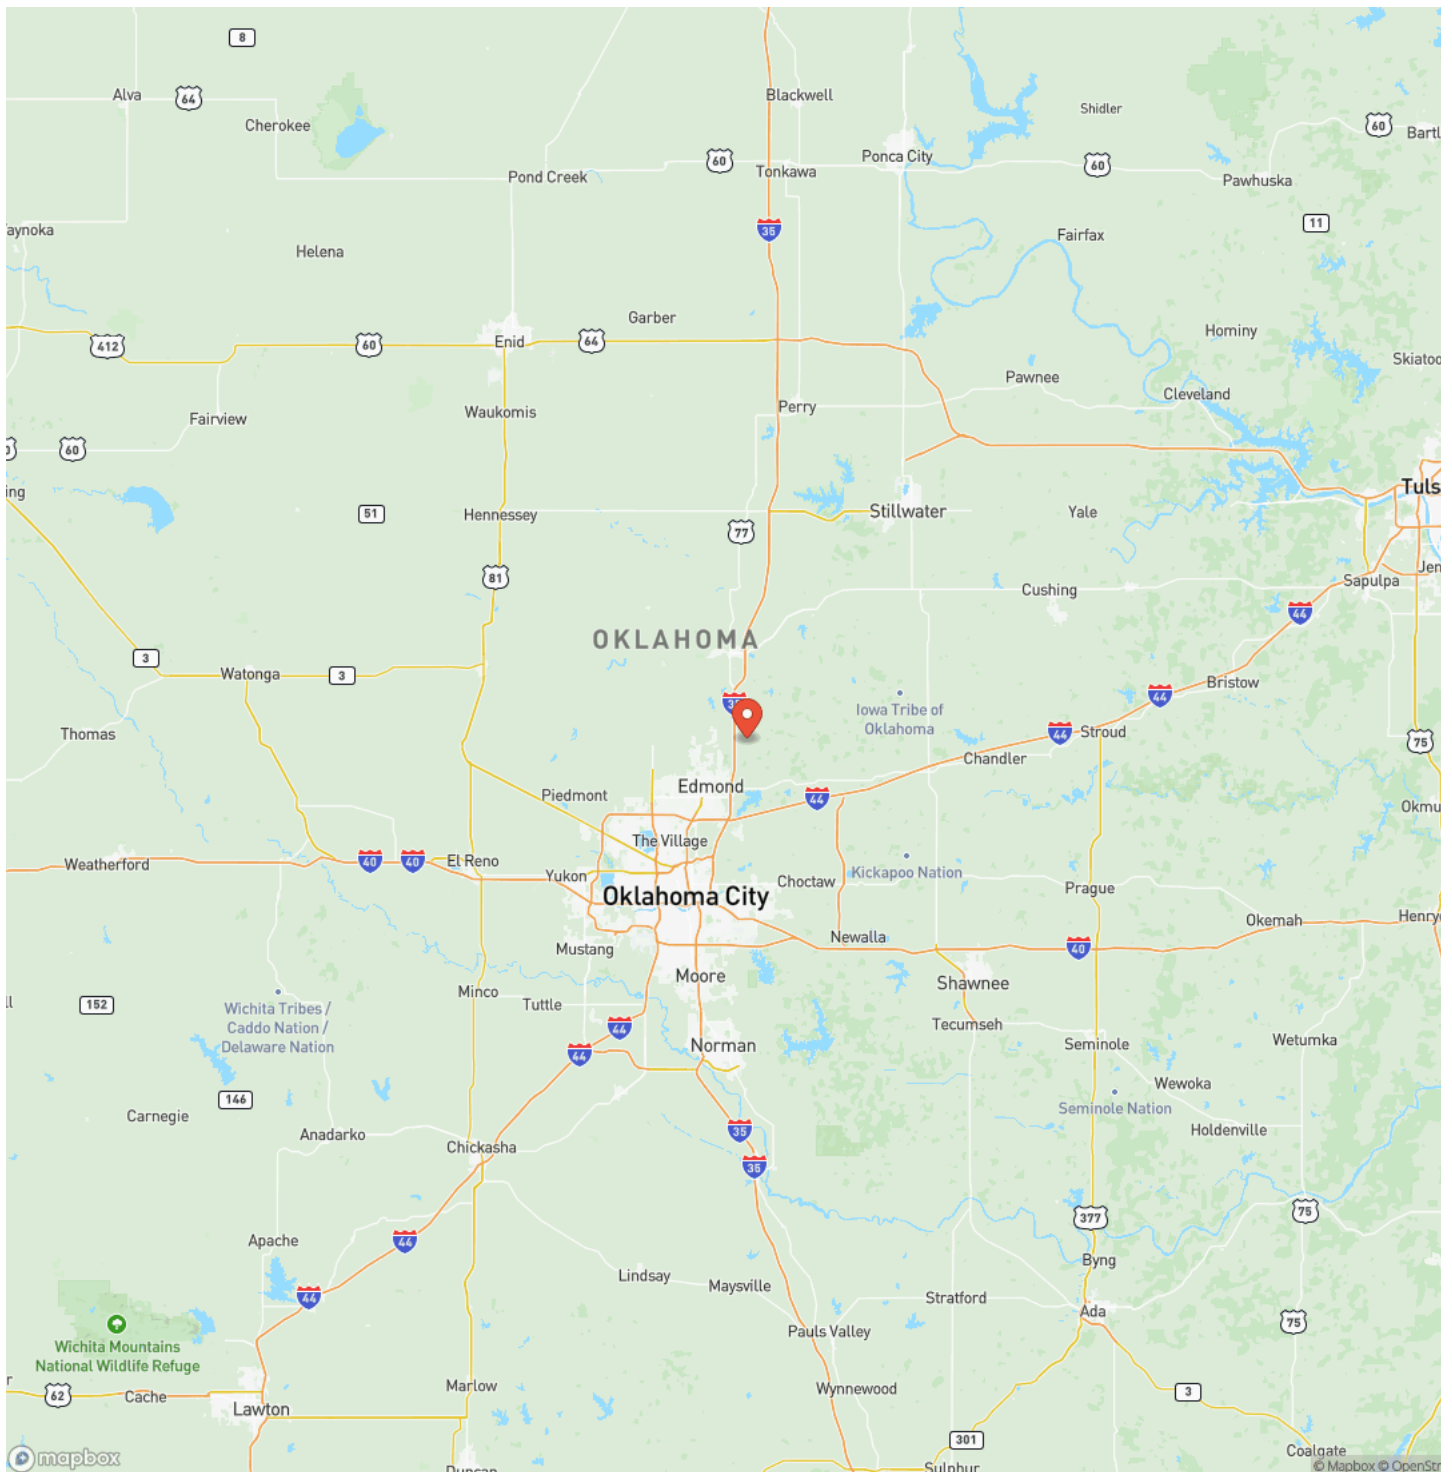 8
Alva
64
Cherokee
Blackwell
Shidler
60
Bartl
Ponca City
60
Tonkawa
60
Pond Creek
Pawhuska
aynoka
Helena
35
Fairfax
11
Garber
412
60
Enid
64
Hominy
Skiatoo
Pawnee
Cleveland
Waukomis
Perry
Fairview
60
ing
51
Hennessey
77
Stillwater
Yale
Tuls
81
Cushing
Sapulpa
Jen
44
OKLAHOMA
3
Watonga
3
35
Iowa Tribe of
Oklahoma
44
Bristow
Thomas
44
Stroud
75
Chandler
Edmond
Piedmont
44
Okmu
The Village
Weatherford
40
40
El Reno
Yukon
Choctaw
Kickapoo Nation
Prague
Oklahoma City
Okemah
Henry
Mustang
Newalla
40
Moore
Shawnee
152
Minco
Tuttle
Wichita Tribes /
Caddo Nation /
Delaware Nation
44
44
Norman
Tecumseh
Seminole
Wetumka
146
Carnegie
Wewoka
Seminole Nation
Anadarko
Chickasha
35
35
Holdenville
377
75
Apache
44
44
Lindsay
Maysville
Byng
Stratford
Ada
75
Pauls Valley
Wichita Mountains
National Wildlife Refuge
62
Cache
Lawton
Marlow
Wynnewood
3
301
Coalgate
Duncan
Sulphur
mapbox
© Mapbox © OpenStr